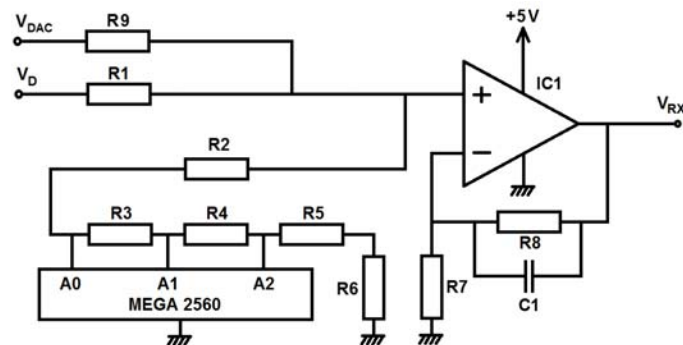 V_DAC R9
+5V
V_D R1
IC1
V_RX
R2
R3 R4 R5
R8
A0 A1 A2
R6 R7
MEGA 2560
C1
+
−